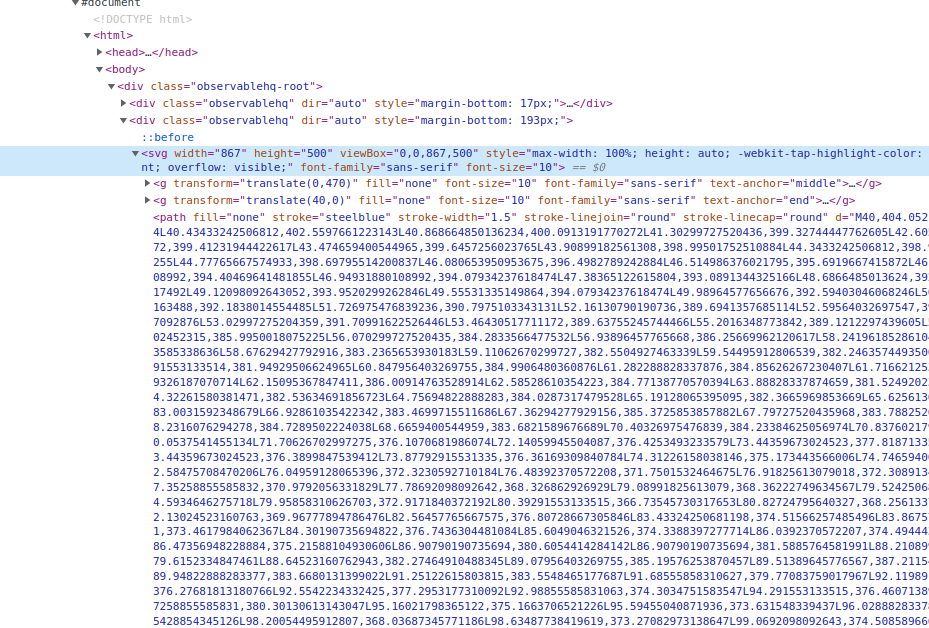 #document
<!DOCTYPE html>
<html>
<head>…</head>
<body>
<div class="observablehq-root">
<div class="observablehq" dir="auto" style="margin-bottom: 17px;">…</div>
<div class="observablehq" dir="auto" style="margin-bottom: 193px;">
::before
<svg width="867" height="500" viewBox="0,0,867,500" style="max-width: 100%; height: auto; -webkit-tap-highlight-color:
nt; overflow: visible;" font-family="sans-serif" font-size="10"> == $0
<g transform="translate(0,470)" fill="none" font-size="10" font-family="sans-serif" text-anchor="middle">…</g>
<g transform="translate(40,0)" fill="none" font-size="10" font-family="sans-serif" text-anchor="end">…</g>
<path fill="none" stroke="steelblue" stroke-width="1.5" stroke-linejoin="round" stroke-linecap="round" d="M40,404.052
4L40.43433242506812,402.5597661223143L40.868664850136234,400.0913191770272L41.30299727520436,399.32744447762605L42.60
72,399.41231944422617L43.474659400544965,399.6457256023765L43.90899182561308,399.99501752510884L44.3433242506812,398.
255L44.77765667574933,398.69795514200837L46.080653950953675,396.4982789242884L46.514986376021795,395.6919667415872L46
08992,394.40469641481855L46.94931880108992,394.0793423761847 4L47.38365122615804,393.0891344325166L48.6866485013624,392
17492L49.12098092643052,393.9520299262846L49.55531335149864,394.07934237618474L49.98964577656676,392.59403046068246L50
163488,392.1838014554485L51.726975476839236,390.7975103343131L52.16130790190736,389.6941357685114L52.5956403269754 7,39
7092876L53.02997275204359,391.70991622526446L53.46430517711172,389.63755245744466L55.2016348773842,389.1212297439605L
02452315,385.9950018075225L56.070299727520435,384.2833566477532L56.93896457765668,386.25669962120617L58.2419618528610 4
3585338636L58.67629427792916,383.2365653930183L59.11062670299727,382.5504927463339L59.54495912806539,382.246357449350
91553133514,381.94929506624965L60.847956403269755,384.9906480360876L61.282288828337876,384.85626267230407L61.716621253
9326187070714L62.15095367847411,386.00914763528914L62.58528610354223,384.77138770570394L63.88828337874659,381.5249202
4.32261580381471,382.53634691856723L64.75694822888283,384.0287317479528L65.19128065395095,382.3665969853669L65.625613
83.0031592348679L66.92861035422342,383.4699715511686L67.36294277929156,385.3725853857882L67.79727520435968,383.788252
8.2316076294278,384.7289502224038L68.6659400544959,383.6821589676689L70.40326975476839,384.23384625056974L70.8376021
0.0537541455134L71.70626702997275,376.1070681986074L72.14059945504087,376.4253493233579L73.44359673024523,377.8187133
3.44359673024523,376.3899847539412L73.87792915531335,376.36169309840784L74.31226158038146,375.173443566006L74.7465940
2.58475708470206L76.04959128065396,372.3230592710184L76.48392370572208,371.7501532464465L76.91825613079018,372.308913
7.35258855585832,370.9792056331829L77.78692098092642,368.326862926929L79.08991825613079,368.36222749634567L79.5242506
4.5934646275718L79.95858310626703,372.9171840372192L80.39291553133515,366.73545730317653L80.82724795640327,368.256133
2.13024523160763,369.96777894786476L82.56457765667575,376.8072866730584L83.43324250681198,374.51566257485496L83.86757
1,373.4617984062367L84.30190735694822,376.7436304481084L85.6049046321526,374.4338397277714L86.0392370572207,374.49444
86.47356948228884,375.21588104930606L86.90790190735694,380.6054414284142L86.90790190735694,381.5885764581991L88.21089
79.6152334847461L88.64523160762943,382.27464910488345L89.07956403269755,385.19576253870457L89.51389645776567,387.2115
89.94822888283377,383.6680131399022L91.25122615803815,383.5548465177687L91.68555858310627,379.77083759017967L92.11989
376.27681813180766L92.5542234332425,377.2953177310092L92.98855585831063,374.3034751583547L94.291553133515,376.4607138
7258855585831,380.30130613143047L95.16021798365122,375.1663706521226L95.59455040871936,373.631548339437L96.0288828337
5428854345126L98.20054495912807,368.03687345771186L98.63487738419619,373.27082973138647L99.0692098092643,374.50858966